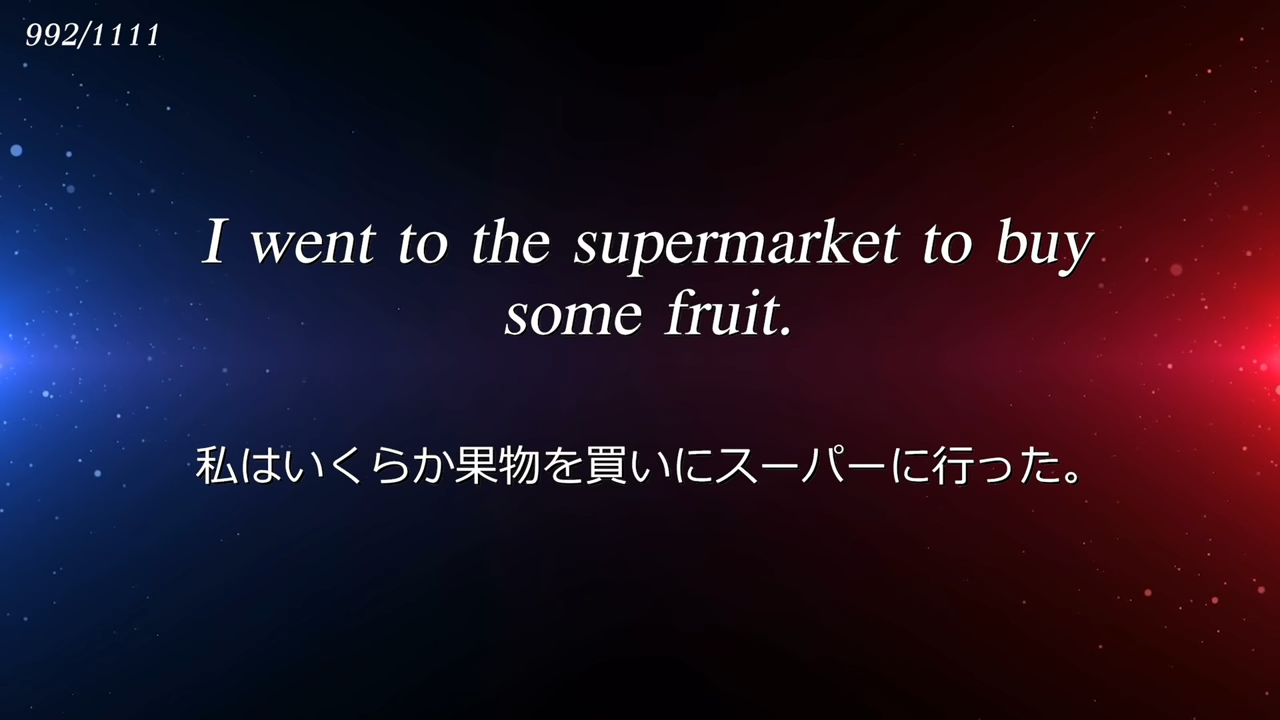 992/1111
I went to the supermarket to buy
some fruit.
私はいくらか果物を買いにスーパーに行った。